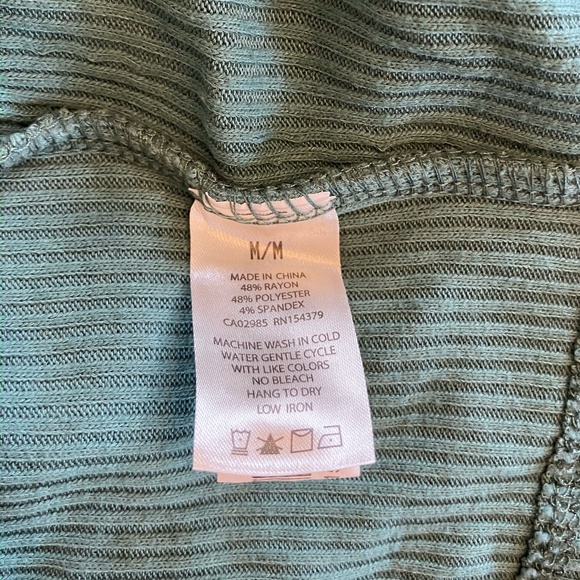 M/M
MADE IN CHINA
48% RAYON
48% POLYESTER
4% SPANDEX
CA02985 RN154379
MACHINE WASH IN COLD
WATER GENTLE CYCLE
WITH LIKE COLORS
NO BLEACH
HANG TO DRY
LOW IRON